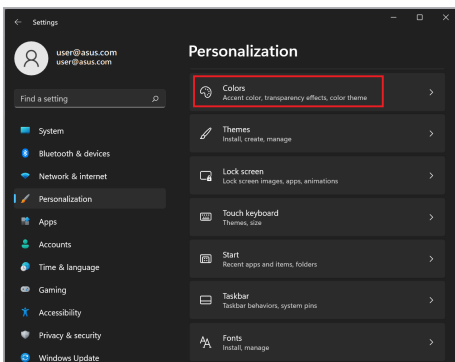 Settings
user@asus.com
user@asus.com
Find a setting
System
Bluetooth & devices
Network & internet
Personalization
Apps
Accounts
Time & language
Gaming
Accessibility
Privacy & security
Windows Update
Personalization
Colors
Accent color, transparency effects, color theme
Themes
Install, create, manage
Lock screen
Lock screen images, apps, animations
Touch keyboard
Themes, size
Start
Recent apps and items, folders
Taskbar
Taskbar behaviors, system pins
Fonts
Install, manage